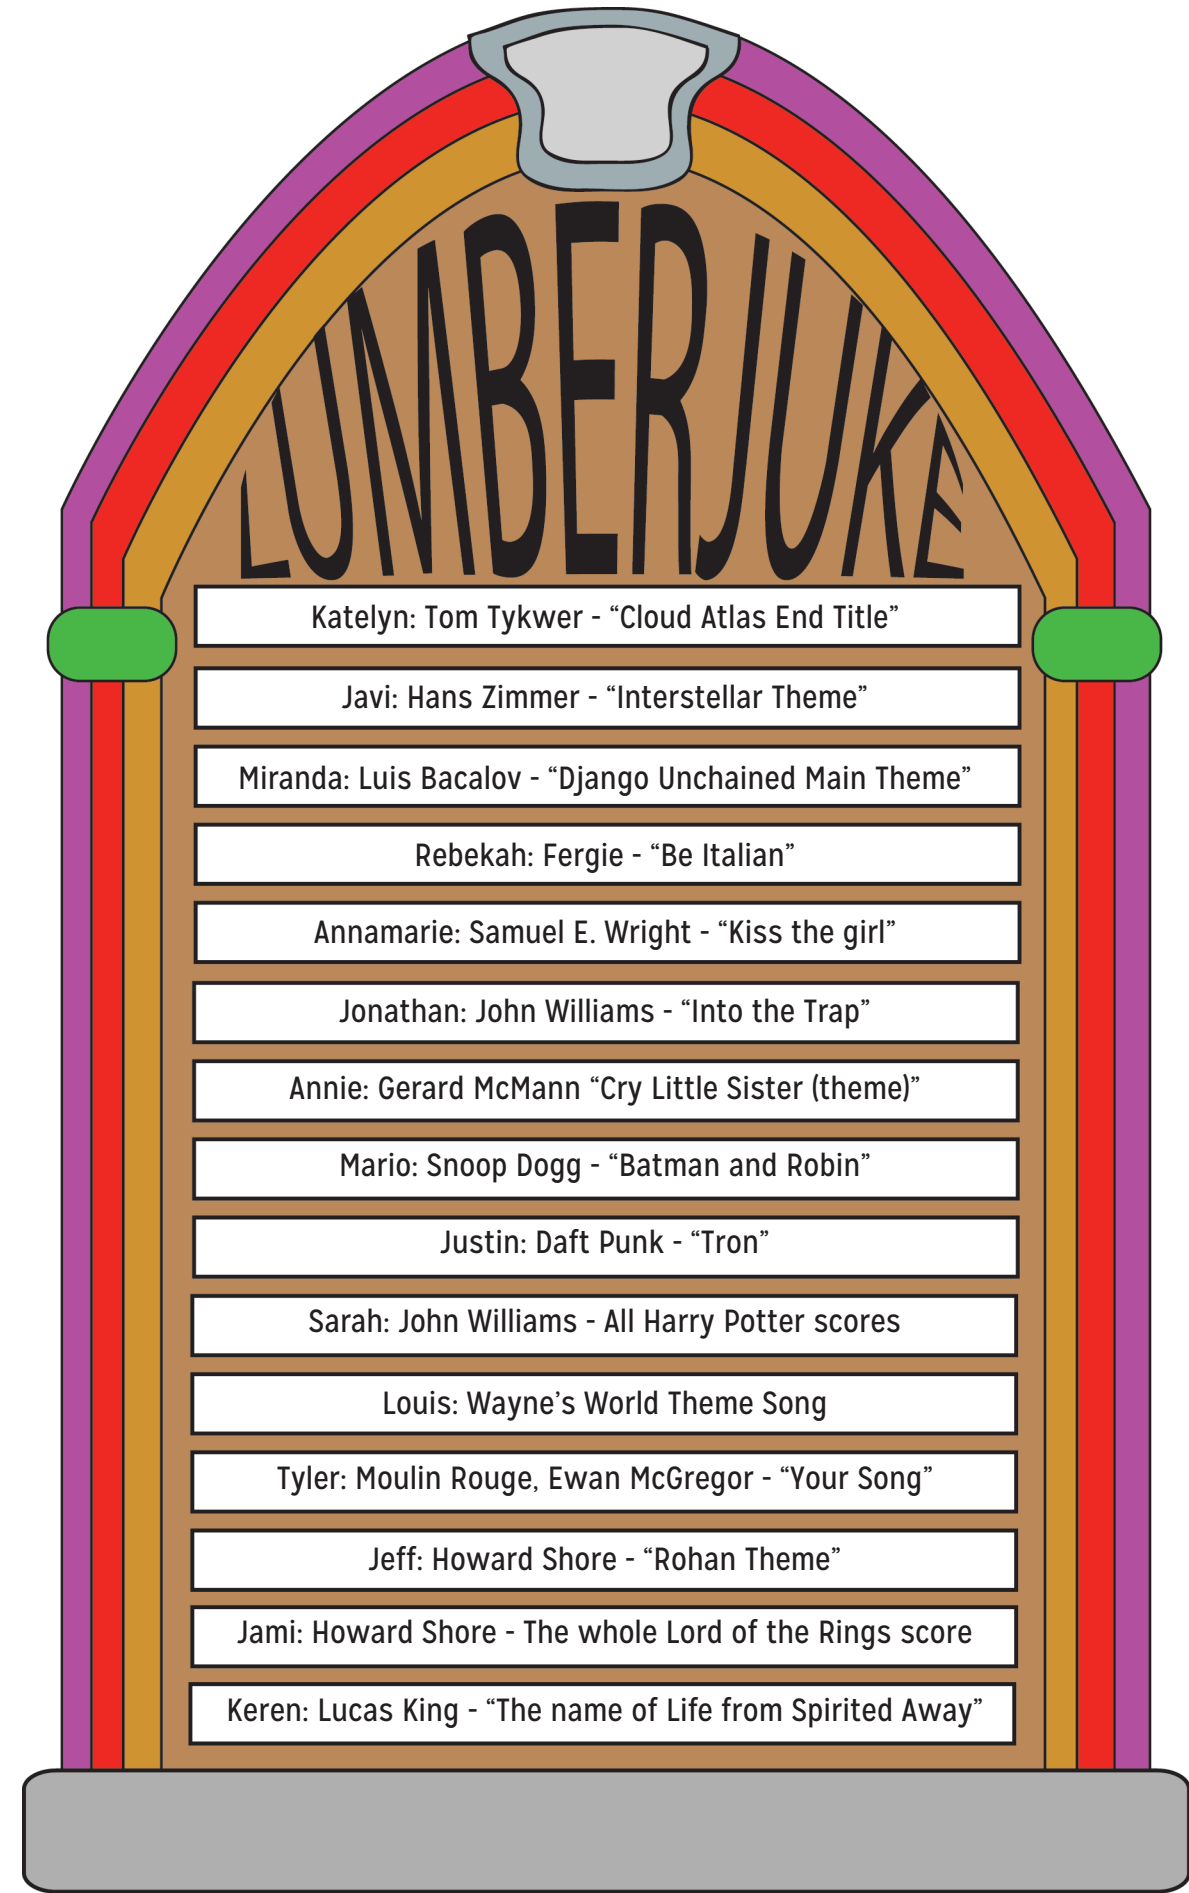 LUMBERJUKE
Katelyn: Tom Tykwer - “Cloud Atlas End Title”
Javi: Hans Zimmer - “Interstellar Theme”
Miranda: Luis Bacalov - “Django Unchained Main Theme”
Rebekah: Fergie - “Be Italian”
Annamarie: Samuel E. Wright - “Kiss the girl”
Jonathan: John Williams - “Into the Trap”
Annie: Gerard McMann “Cry Little Sister (theme)”
Mario: Snoop Dogg - “Batman and Robin”
Justin: Daft Punk - “Tron”
Sarah: John Williams - All Harry Potter scores
Louis: Wayne’s World Theme Song
Tyler: Moulin Rouge, Ewan McGregor - “Your Song”
Jeff: Howard Shore - “Rohan Theme”
Jami: Howard Shore - The whole Lord of the Rings score
Keren: Lucas King - “The name of Life from Spirited Away”